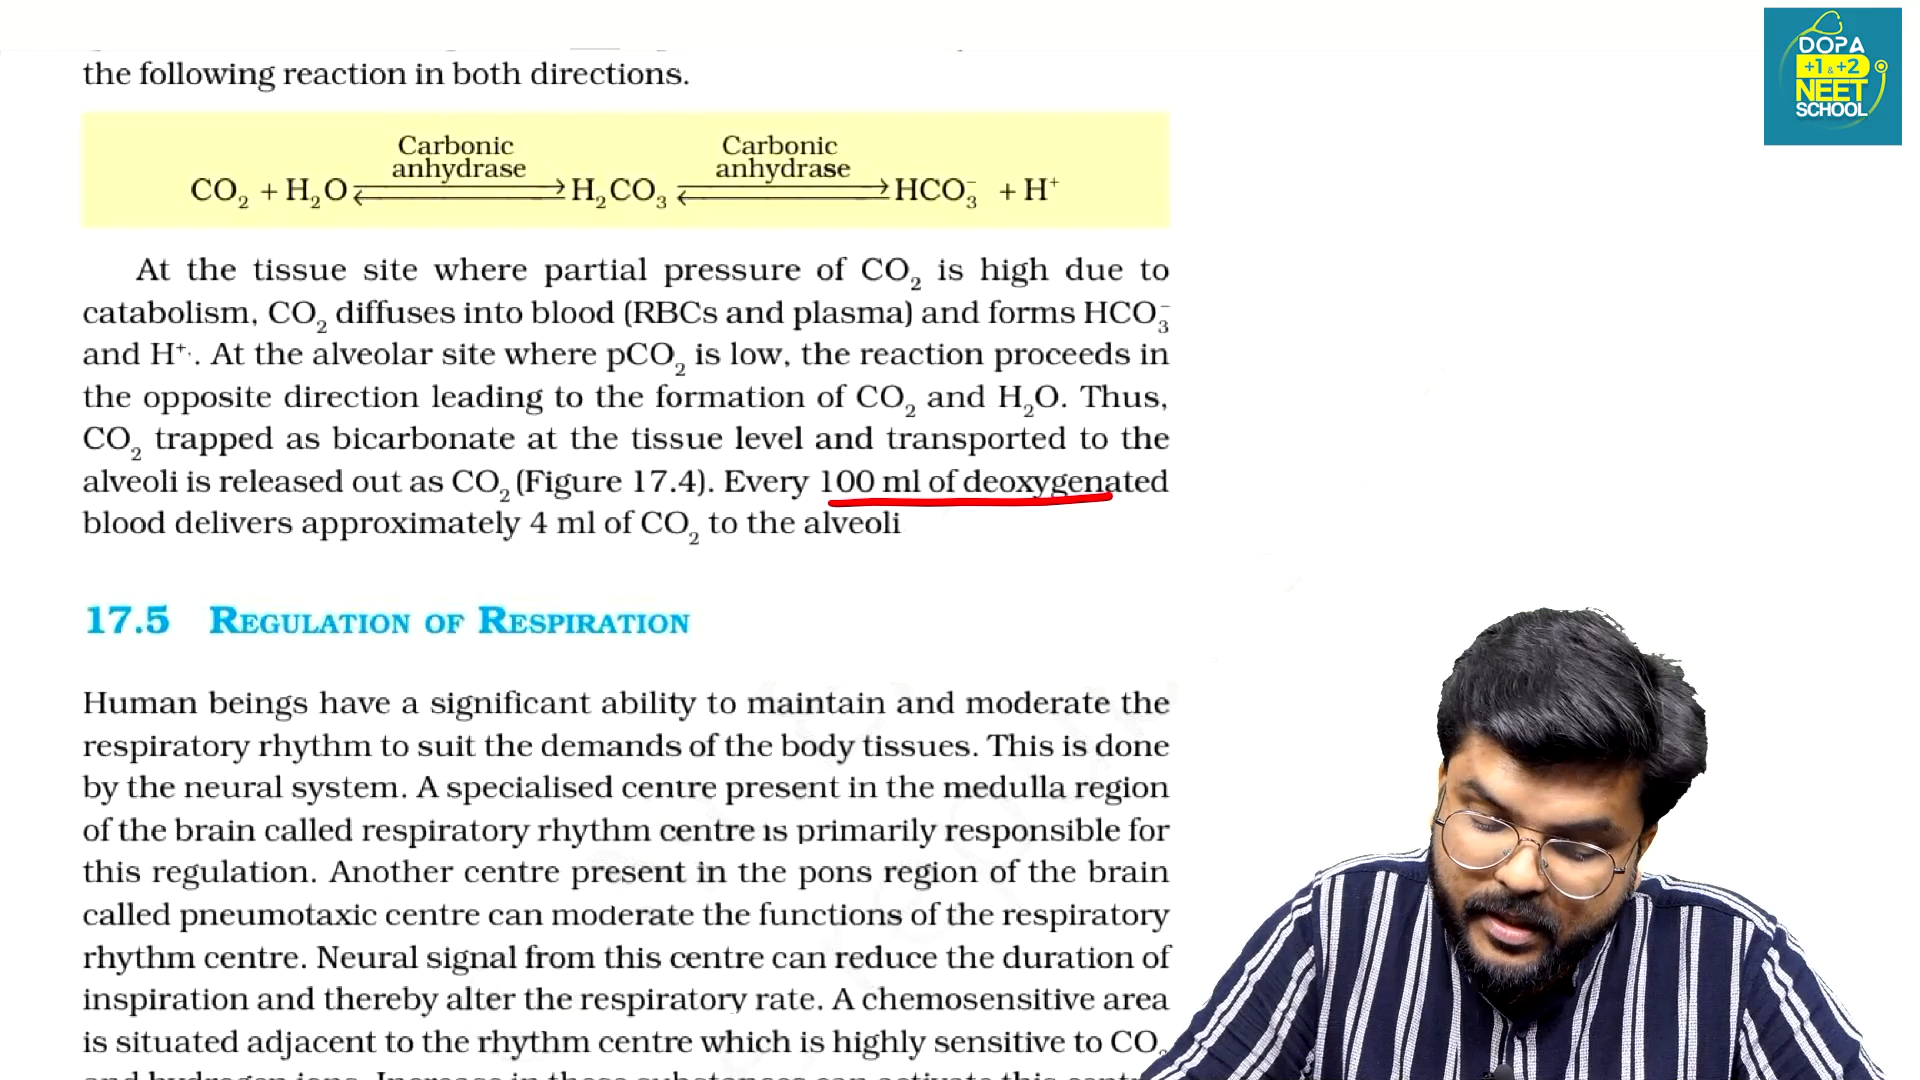 the following reaction in both directions.
Carbonic anhydrase Carbonic anhydrase
CO₂ + H₂O ⇌ H₂CO₃ ⇌ HCO₃⁻ + H⁺
At the tissue site where partial pressure of CO₂ is high due to
catabolism, CO₂ diffuses into blood (RBCs and plasma) and forms HCO₃⁻
and H⁺. At the alveolar site where pCO₂ is low, the reaction proceeds in
the opposite direction leading to the formation of CO₂ and H₂O. Thus,
CO₂ trapped as bicarbonate at the tissue level and transported to the
alveoli is released out as CO₂ (Figure 17.4). Every 100 ml of deoxygenated
blood delivers approximately 4 ml of CO₂ to the alveoli
17.5 REGULATION OF RESPIRATION
Human beings have a significant ability to maintain and moderate the
respiratory rhythm to suit the demands of the body tissues. This is done
by the neural system. A specialised centre present in the medulla region
of the brain called respiratory rhythm centre is primarily responsible for
this regulation. Another centre present in the pons region of the brain
called pneumotaxic centre can moderate the functions of the respiratory
rhythm centre. Neural signal from this centre can reduce the duration of
inspiration and thereby alter the respiratory rate. A chemosensitive area
is situated adjacent to the rhythm centre which is highly sensitive to CO₂
DOPA
+1 & +2
NEET
SCHOOL